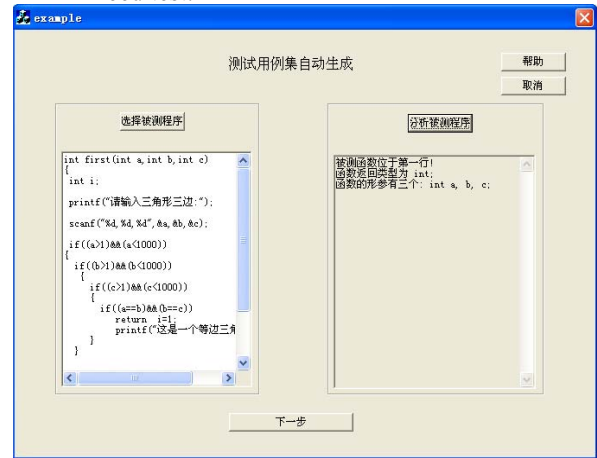 example
测试用例集自动生成
帮助
取消
选择被测程序
分析被测程序
int first(int a,int b,int c)
{
int i;
printf("请输入三角形三边:");
scanf("%d,%d,%d",&a,&b,&c);
if((a>1)&&(a<1000))
{
if((b>1)&&(b<1000))
{
if((c>1)&&(c<1000))
{
if((a==b)&&(b==c))
return  i=1;
printf("这是一个等边三角
}
}
被测函数位于第一行!
函数返回类型为 int;
函数的形参有三个: int a, b, c;
下一步